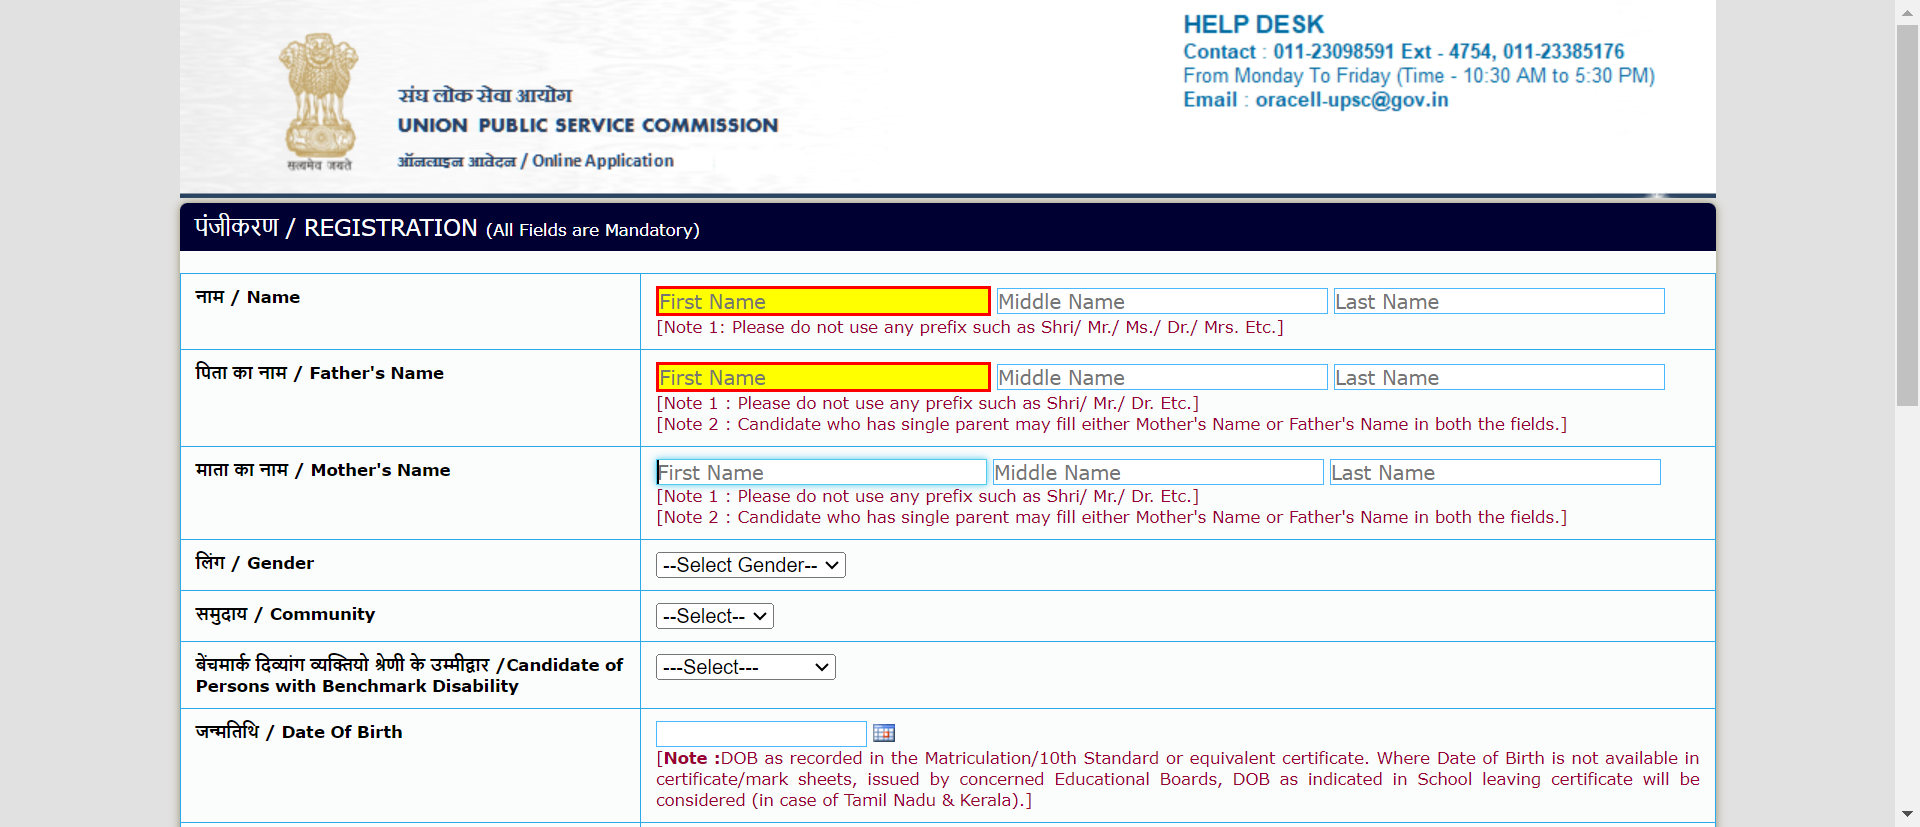 HELP DESK
Contact : 011-23098591 Ext - 4754, 011-23385176
From Monday To Friday (Time - 10:30 AM to 5:30 PM)
Email : oracell-upsc@gov.in
सत्यमेव जयते
संघ लोक सेवा आयोग
UNION PUBLIC SERVICE COMMISSION
ऑनलाइन आवेदन / Online Application
पंजीकरण / REGISTRATION (All Fields are Mandatory)
नाम / Name
First Name Middle Name Last Name
[Note 1: Please do not use any prefix such as Shri/ Mr./ Ms./ Dr./ Mrs. Etc.]
पिता का नाम / Father's Name
First Name Middle Name Last Name
[Note 1 : Please do not use any prefix such as Shri/ Mr./ Dr. Etc.]
[Note 2 : Candidate who has single parent may fill either Mother's Name or Father's Name in both the fields.]
माता का नाम / Mother's Name
First Name Middle Name Last Name
[Note 1 : Please do not use any prefix such as Shri/ Mr./ Dr. Etc.]
[Note 2 : Candidate who has single parent may fill either Mother's Name or Father's Name in both the fields.]
लिंग / Gender
--Select Gender--
समुदाय / Community
--Select--
बेंचमार्क दिव्यांग व्यक्तियो श्रेणी के उम्मीद्वार /Candidate of
Persons with Benchmark Disability
---Select---
जन्मतिथि / Date Of Birth
[Note :DOB as recorded in the Matriculation/10th Standard or equivalent certificate. Where Date of Birth is not available in
certificate/mark sheets, issued by concerned Educational Boards, DOB as indicated in School leaving certificate will be
considered (in case of Tamil Nadu & Kerala).]